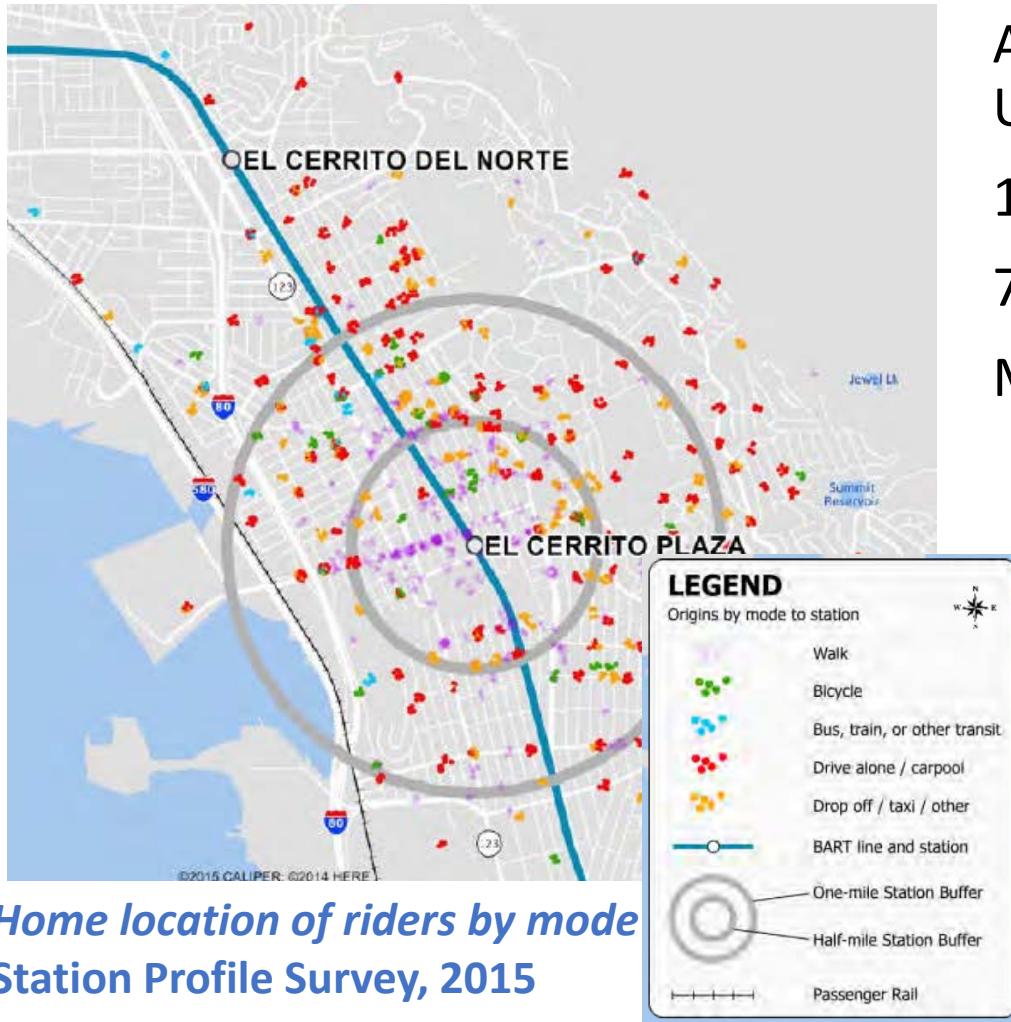 EL CERRITO DEL NORTE
123
80
Jewel Lk
580
Summit
Reservoir
EL CERRITO PLAZA
80
23
©2015 CALIPER; ©2014 HERE
A
U
1
7
M
LEGEND
Origins by mode to station
N
W E
S
Walk
Bicycle
Bus, train, or other transit
Drive alone / carpool
Drop off / taxi / other
BART line and station
One-mile Station Buffer
Half-mile Station Buffer
Passenger Rail
Home location of riders by mode
Station Profile Survey, 2015